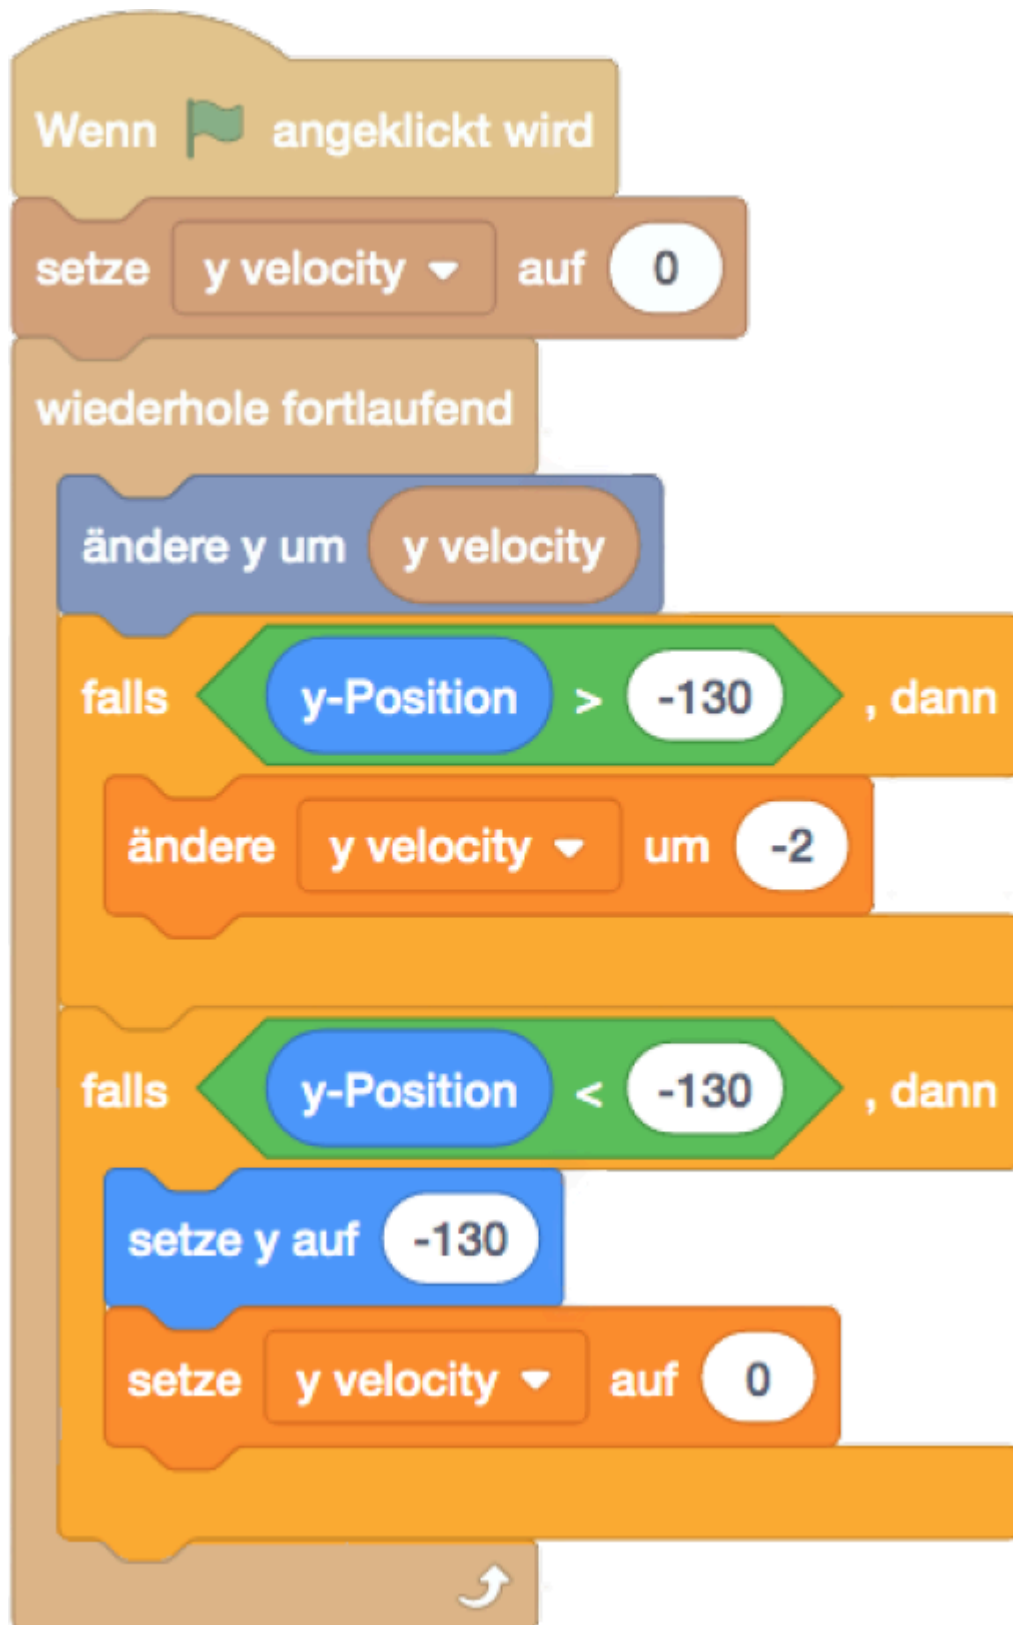 Wenn angeklickt wird
setze y velocity auf 0
wiederhole fortlaufend
ändere y um y velocity
falls y-Position > -130 , dann
ändere y velocity um -2
falls y-Position < -130 , dann
setze y auf -130
setze y velocity auf 0